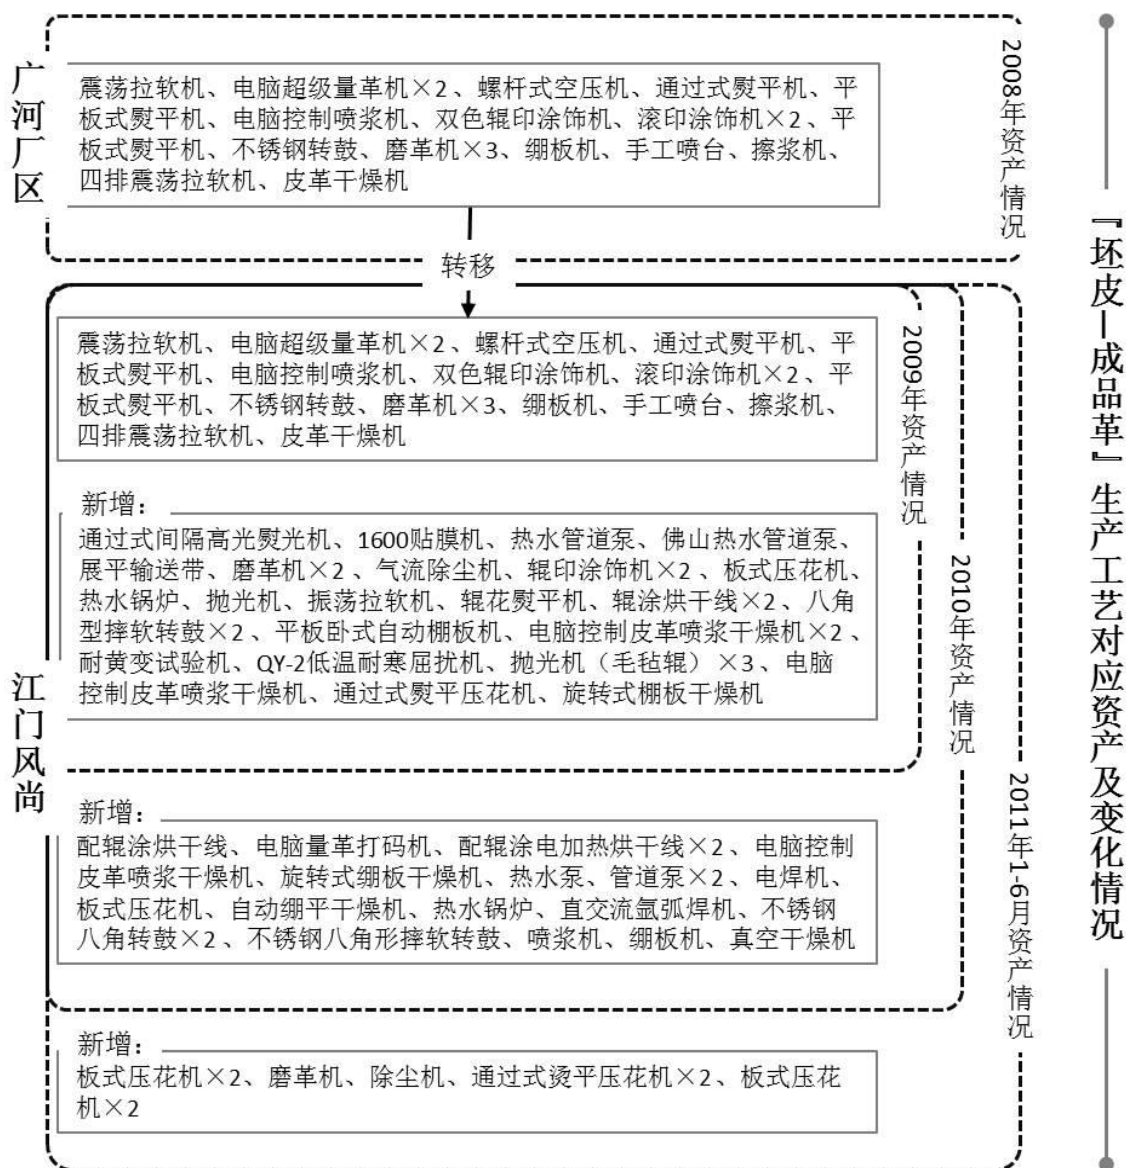 广河厂区
震荡拉软机、电脑超级量革机×2、螺杆式空压机、通过式熨平机、平
板式熨平机、电脑控制喷浆机、双色辊印涂饰机、滚印涂饰机×2、平
板式熨平机、不锈钢转鼓、磨革机×3、绷板机、手工喷台、擦浆机、
四排震荡拉软机、皮革干燥机
2008年资产情况
转移
江门风尚
震荡拉软机、电脑超级量革机×2、螺杆式空压机、通过式熨平机、平
板式熨平机、电脑控制喷浆机、双色辊印涂饰机、滚印涂饰机×2、平
板式熨平机、不锈钢转鼓、磨革机×3、绷板机、手工喷台、擦浆机、
四排震荡拉软机、皮革干燥机
新增：
通过式间隔高光熨光机、1600贴膜机、热水管道泵、佛山热水管道泵、
展平输送带、磨革机×2、气流除尘机、辊印涂饰机×2、板式压花机、
热水锅炉、抛光机、振荡拉软机、辊花熨平机、辊涂烘干线×2、八角
型摔软转鼓×2、平板卧式自动棚板机、电脑控制皮革喷浆干燥机×2、
耐黄变试验机、QY-2低温耐寒屈扰机、抛光机（毛毡辊）×3、电脑
控制皮革喷浆干燥机、通过式熨平压花机、旋转式棚板干燥机
2009年资产情况
新增：
配辊涂烘干线、电脑量革打码机、配辊涂电加热烘干线×2、电脑控制
皮革喷浆干燥机、旋转式绷板干燥机、热水泵、管道泵×2、电焊机、
板式压花机、自动绷平干燥机、热水锅炉、直交流氩弧焊机、不锈钢
八角转鼓×2、不锈钢八角形摔软转鼓、喷浆机、绷板机、真空干燥机
2010年资产情况
新增：
板式压花机×2、磨革机、除尘机、通过式烫平压花机×2、板式压花
机×2
2011年1-6月资产情况
『坯皮—成品革』生产工艺对应资产及变化情况